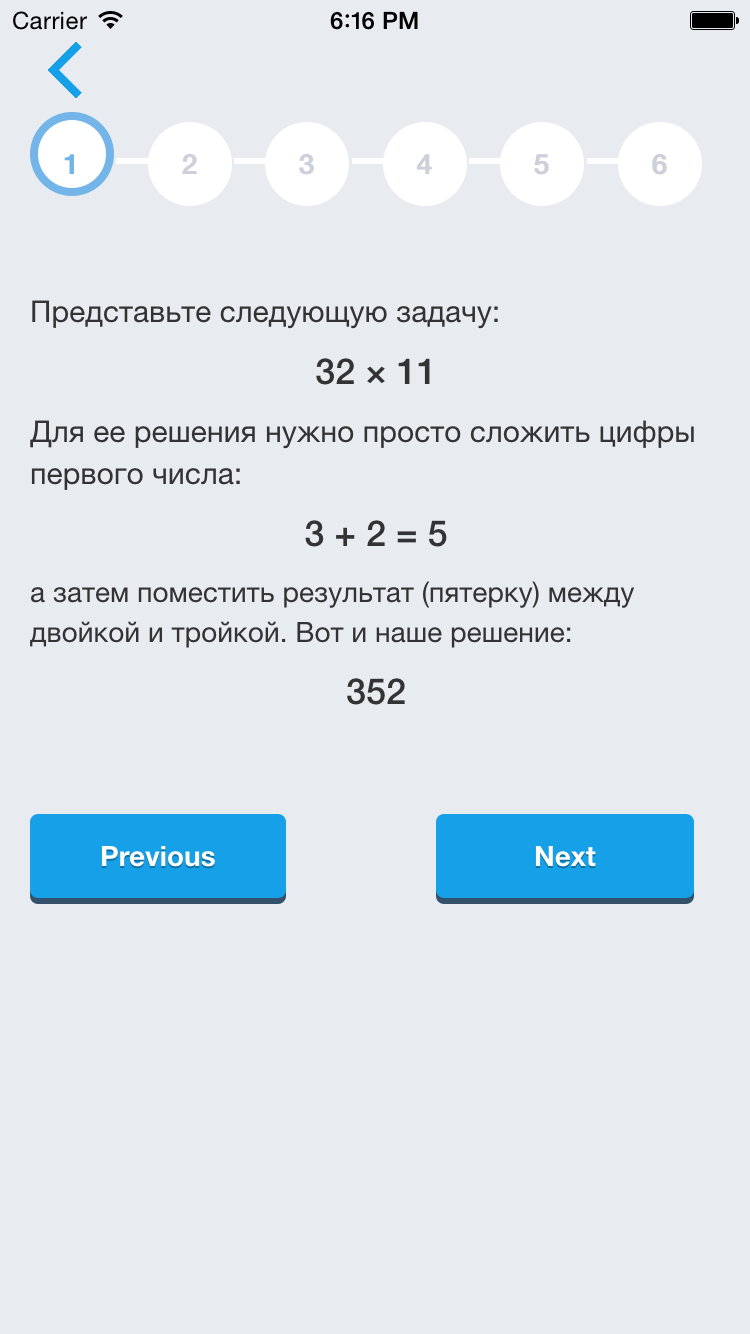 Carrier 6:16 PM
1 2 3 4 5 6
Представьте следующую задачу:
32 × 11
Для ее решения нужно просто сложить цифры
первого числа:
3 + 2 = 5
а затем поместить результат (пятерку) между
двойкой и тройкой. Вот и наше решение:
352
Previous Next